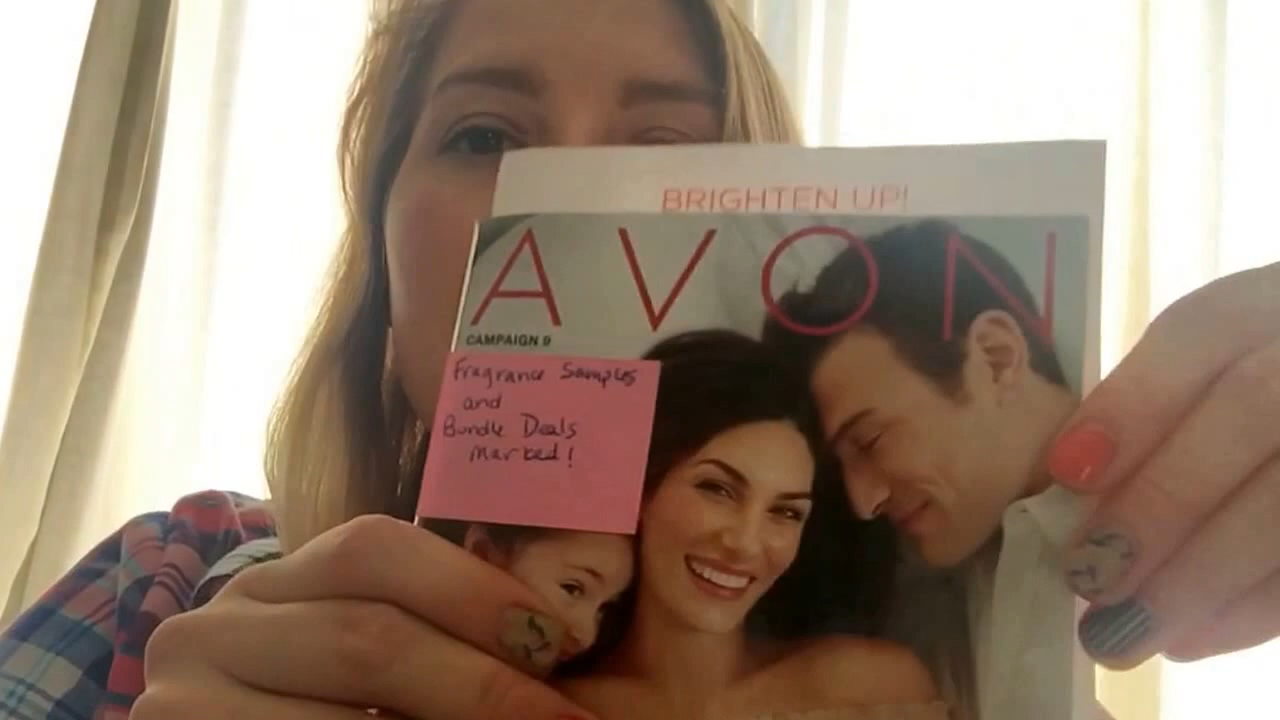 BRIGHTEN UP!
AVON
CAMPAIGN 9
Fragrance Samples
and
Bundle Deals
Marked!